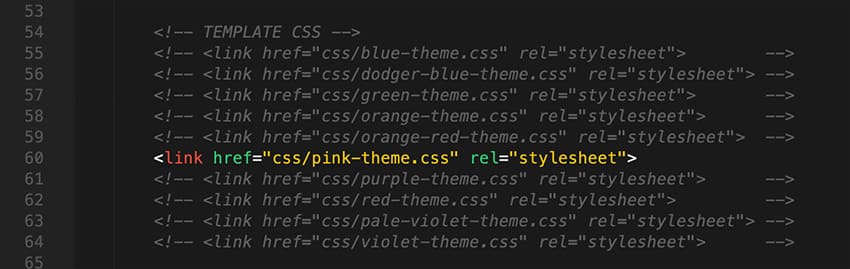 53
54 <!-- TEMPLATE CSS -->
55 <!-- <link href="css/blue-theme.css" rel="stylesheet"> -->
56 <!-- <link href="css/dodger-blue-theme.css" rel="stylesheet"> -->
57 <!-- <link href="css/green-theme.css" rel="stylesheet"> -->
58 <!-- <link href="css/orange-theme.css" rel="stylesheet"> -->
59 <!-- <link href="css/orange-red-theme.css" rel="stylesheet"> -->
60 <link href="css/pink-theme.css" rel="stylesheet">
61 <!-- <link href="css/purple-theme.css" rel="stylesheet"> -->
62 <!-- <link href="css/red-theme.css" rel="stylesheet"> -->
63 <!-- <link href="css/pale-violet-theme.css" rel="stylesheet"> -->
64 <!-- <link href="css/violet-theme.css" rel="stylesheet"> -->
65